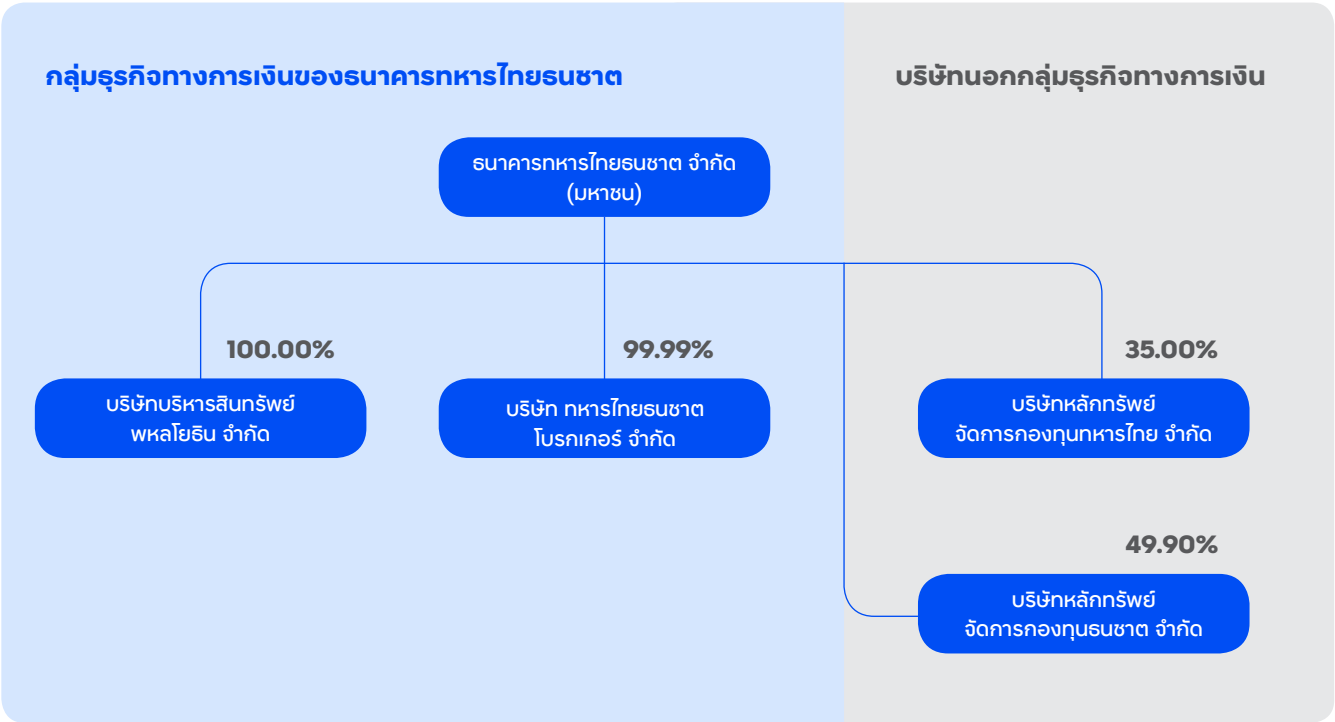 กลุ่มธุรกิจทางการเงินของธนาคารทหารไทยธนชาต
บริษัทนอกกลุ่มธุรกิจทางการเงิน
ธนาคารทหารไทยธนชาต จำกัด
(มหาชน)
100.00%
99.99%
35.00%
บริษัทบริหารสินทรัพย์
พหลโยธิน จำกัด
บริษัท ทหารไทยธนชาต
โบรกเกอร์ จำกัด
บริษัทหลักทรัพย์
จัดการกองทุนทหารไทย จำกัด
49.90%
บริษัทหลักทรัพย์
จัดการกองทุนธนชาต จำกัด